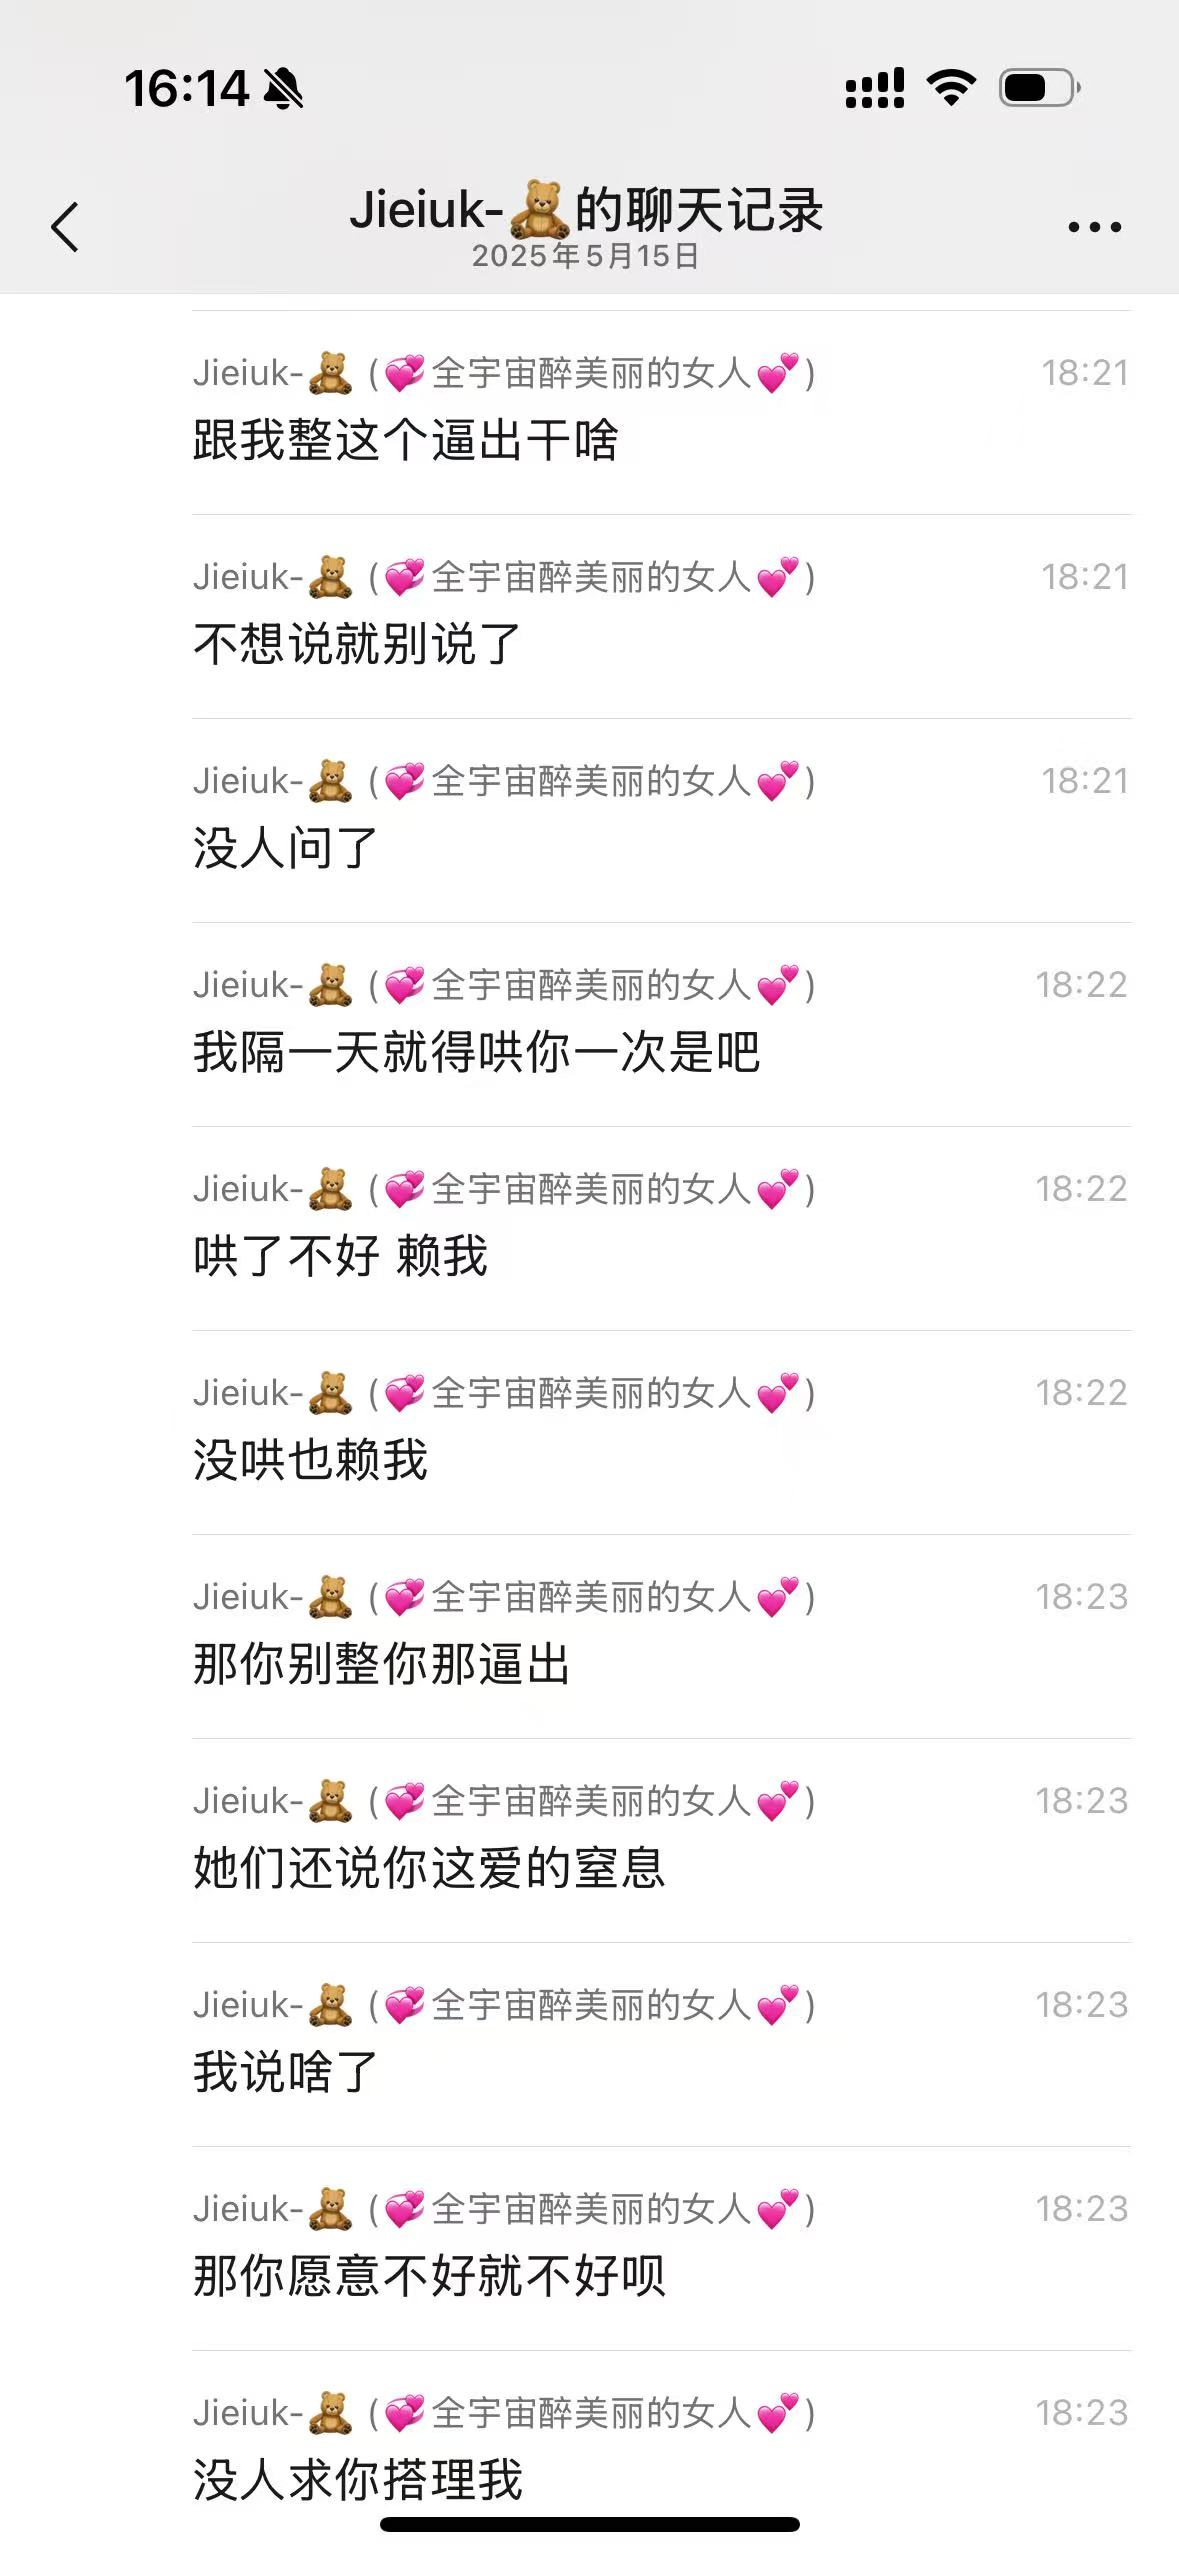 16:14
Jieiuk-🧸的聊天记录
2025年5月15日
Jieiuk-🧸 (💞全宇宙醉美丽的女人💕) 18:21
跟我整这个逼出干啥
Jieiuk-🧸 (💞全宇宙醉美丽的女人💕) 18:21
不想说就别说了
Jieiuk-🧸 (💞全宇宙醉美丽的女人💕) 18:21
没人问了
Jieiuk-🧸 (💞全宇宙醉美丽的女人💕) 18:22
我隔一天就得哄你一次是吧
Jieiuk-🧸 (💞全宇宙醉美丽的女人💕) 18:22
哄了不好 赖我
Jieiuk-🧸 (💞全宇宙醉美丽的女人💕) 18:22
没哄也赖我
Jieiuk-🧸 (💞全宇宙醉美丽的女人💕) 18:23
那你别整你那逼出
Jieiuk-🧸 (💞全宇宙醉美丽的女人💕) 18:23
她们还说你这爱的窒息
Jieiuk-🧸 (💞全宇宙醉美丽的女人💕) 18:23
我说啥了
Jieiuk-🧸 (💞全宇宙醉美丽的女人💕) 18:23
那你愿意不好就不好呗
Jieiuk-🧸 (💞全宇宙醉美丽的女人💕) 18:23
没人求你搭理我